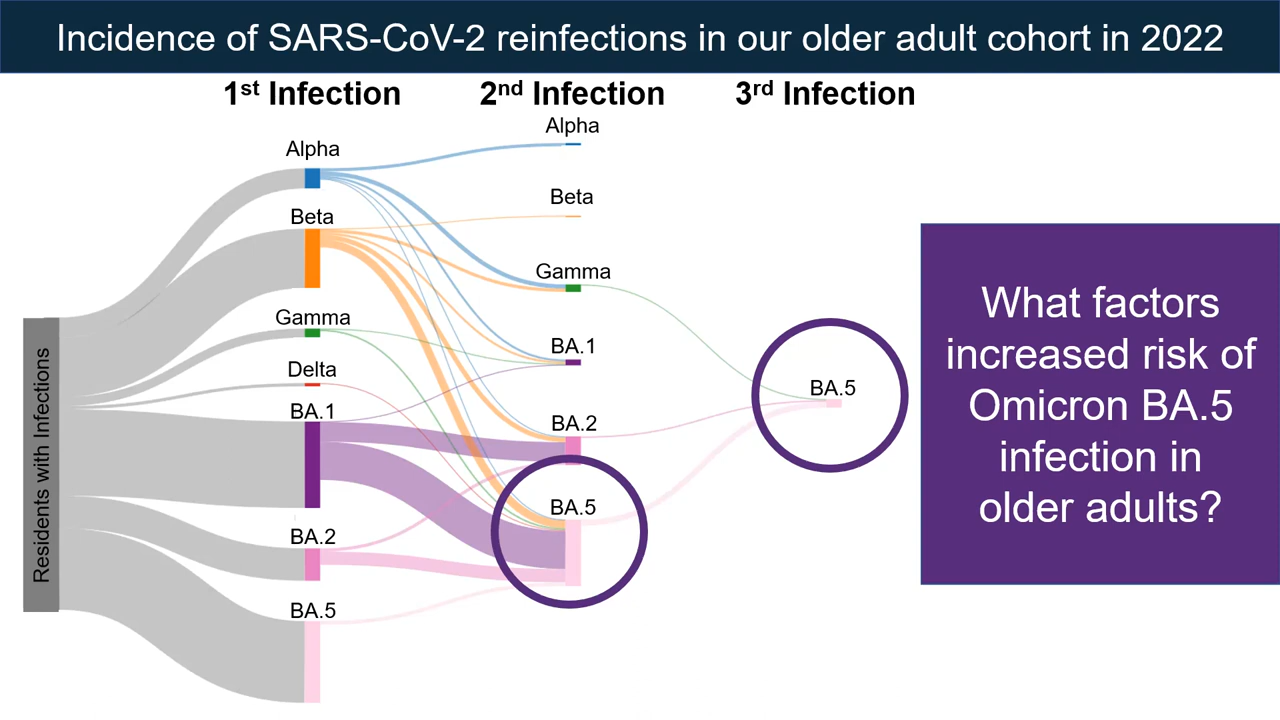 Incidence of SARS-CoV-2 reinfections in our older adult cohort in 2022
1st Infection
2nd Infection
3rd Infection
Residents with Infections
Alpha
Beta
Gamma
Delta
BA.1
BA.2
BA.5
Alpha
Beta
Gamma
BA.1
BA.2
BA.5
BA.5
What factors
increased risk of
Omicron BA.5
infection in
older adults?